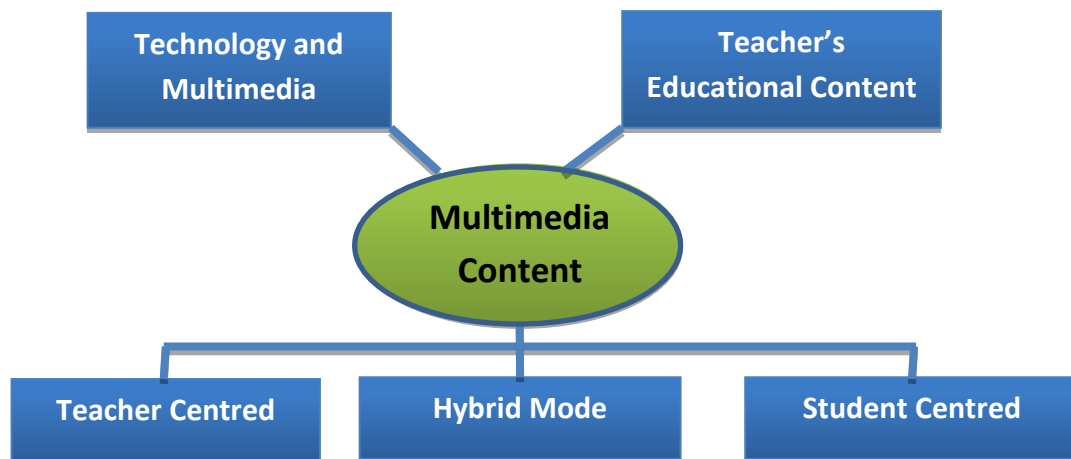 Technology and
Multimedia
Teacher’s
Educational Content
Multimedia
Content
Teacher Centred
Hybrid Mode
Student Centred